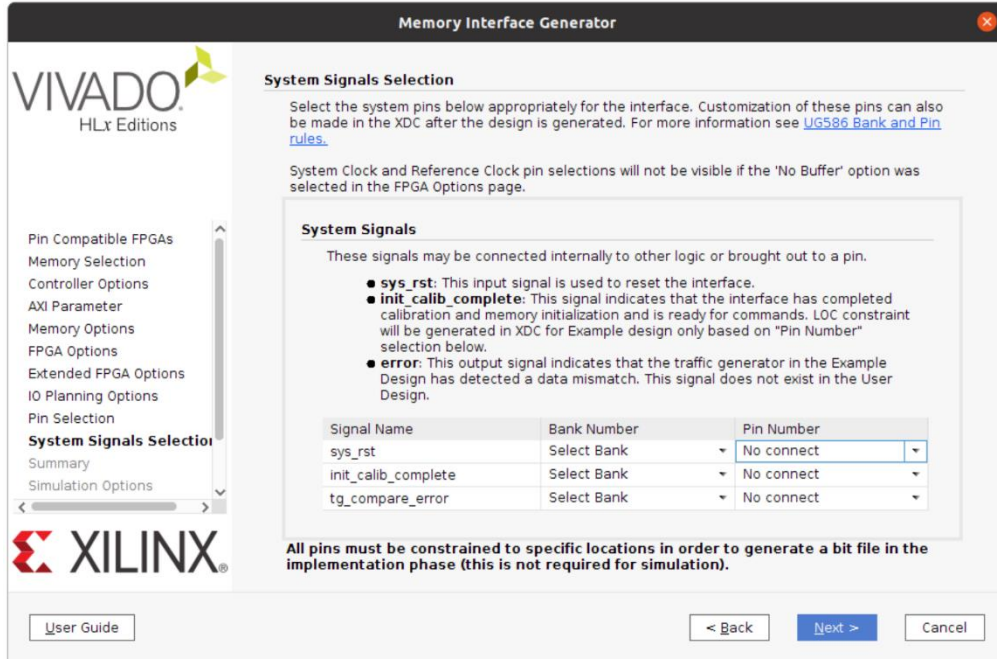 Memory Interface Generator
VIVADO.
HLx Editions
Pin Compatible FPGAs
Memory Selection
Controller Options
AXI Parameter
Memory Options
FPGA Options
Extended FPGA Options
IO Planning Options
Pin Selection
System Signals Selection
Summary
Simulation Options
XILINX®
System Signals Selection
Select the system pins below appropriately for the interface. Customization of these pins can also
be made in the XDC after the design is generated. For more information see UG586 Bank and Pin
rules.
System Clock and Reference Clock pin selections will not be visible if the 'No Buffer' option was
selected in the FPGA Options page.
System Signals
These signals may be connected internally to other logic or brought out to a pin.
● sys_rst: This input signal is used to reset the interface.
● init_calib_complete: This signal indicates that the interface has completed
calibration and memory initialization and is ready for commands. LOC constraint
will be generated in XDC for Example design only based on "Pin Number"
selection below.
● error: This output signal indicates that the traffic generator in the Example
Design has detected a data mismatch. This signal does not exist in the User
Design.
Signal Name Bank Number Pin Number
sys_rst Select Bank No connect
init_calib_complete Select Bank No connect
tg_compare_error Select Bank No connect
All pins must be constrained to specific locations in order to generate a bit file in the
implementation phase (this is not required for simulation).
User Guide < Back Next > Cancel